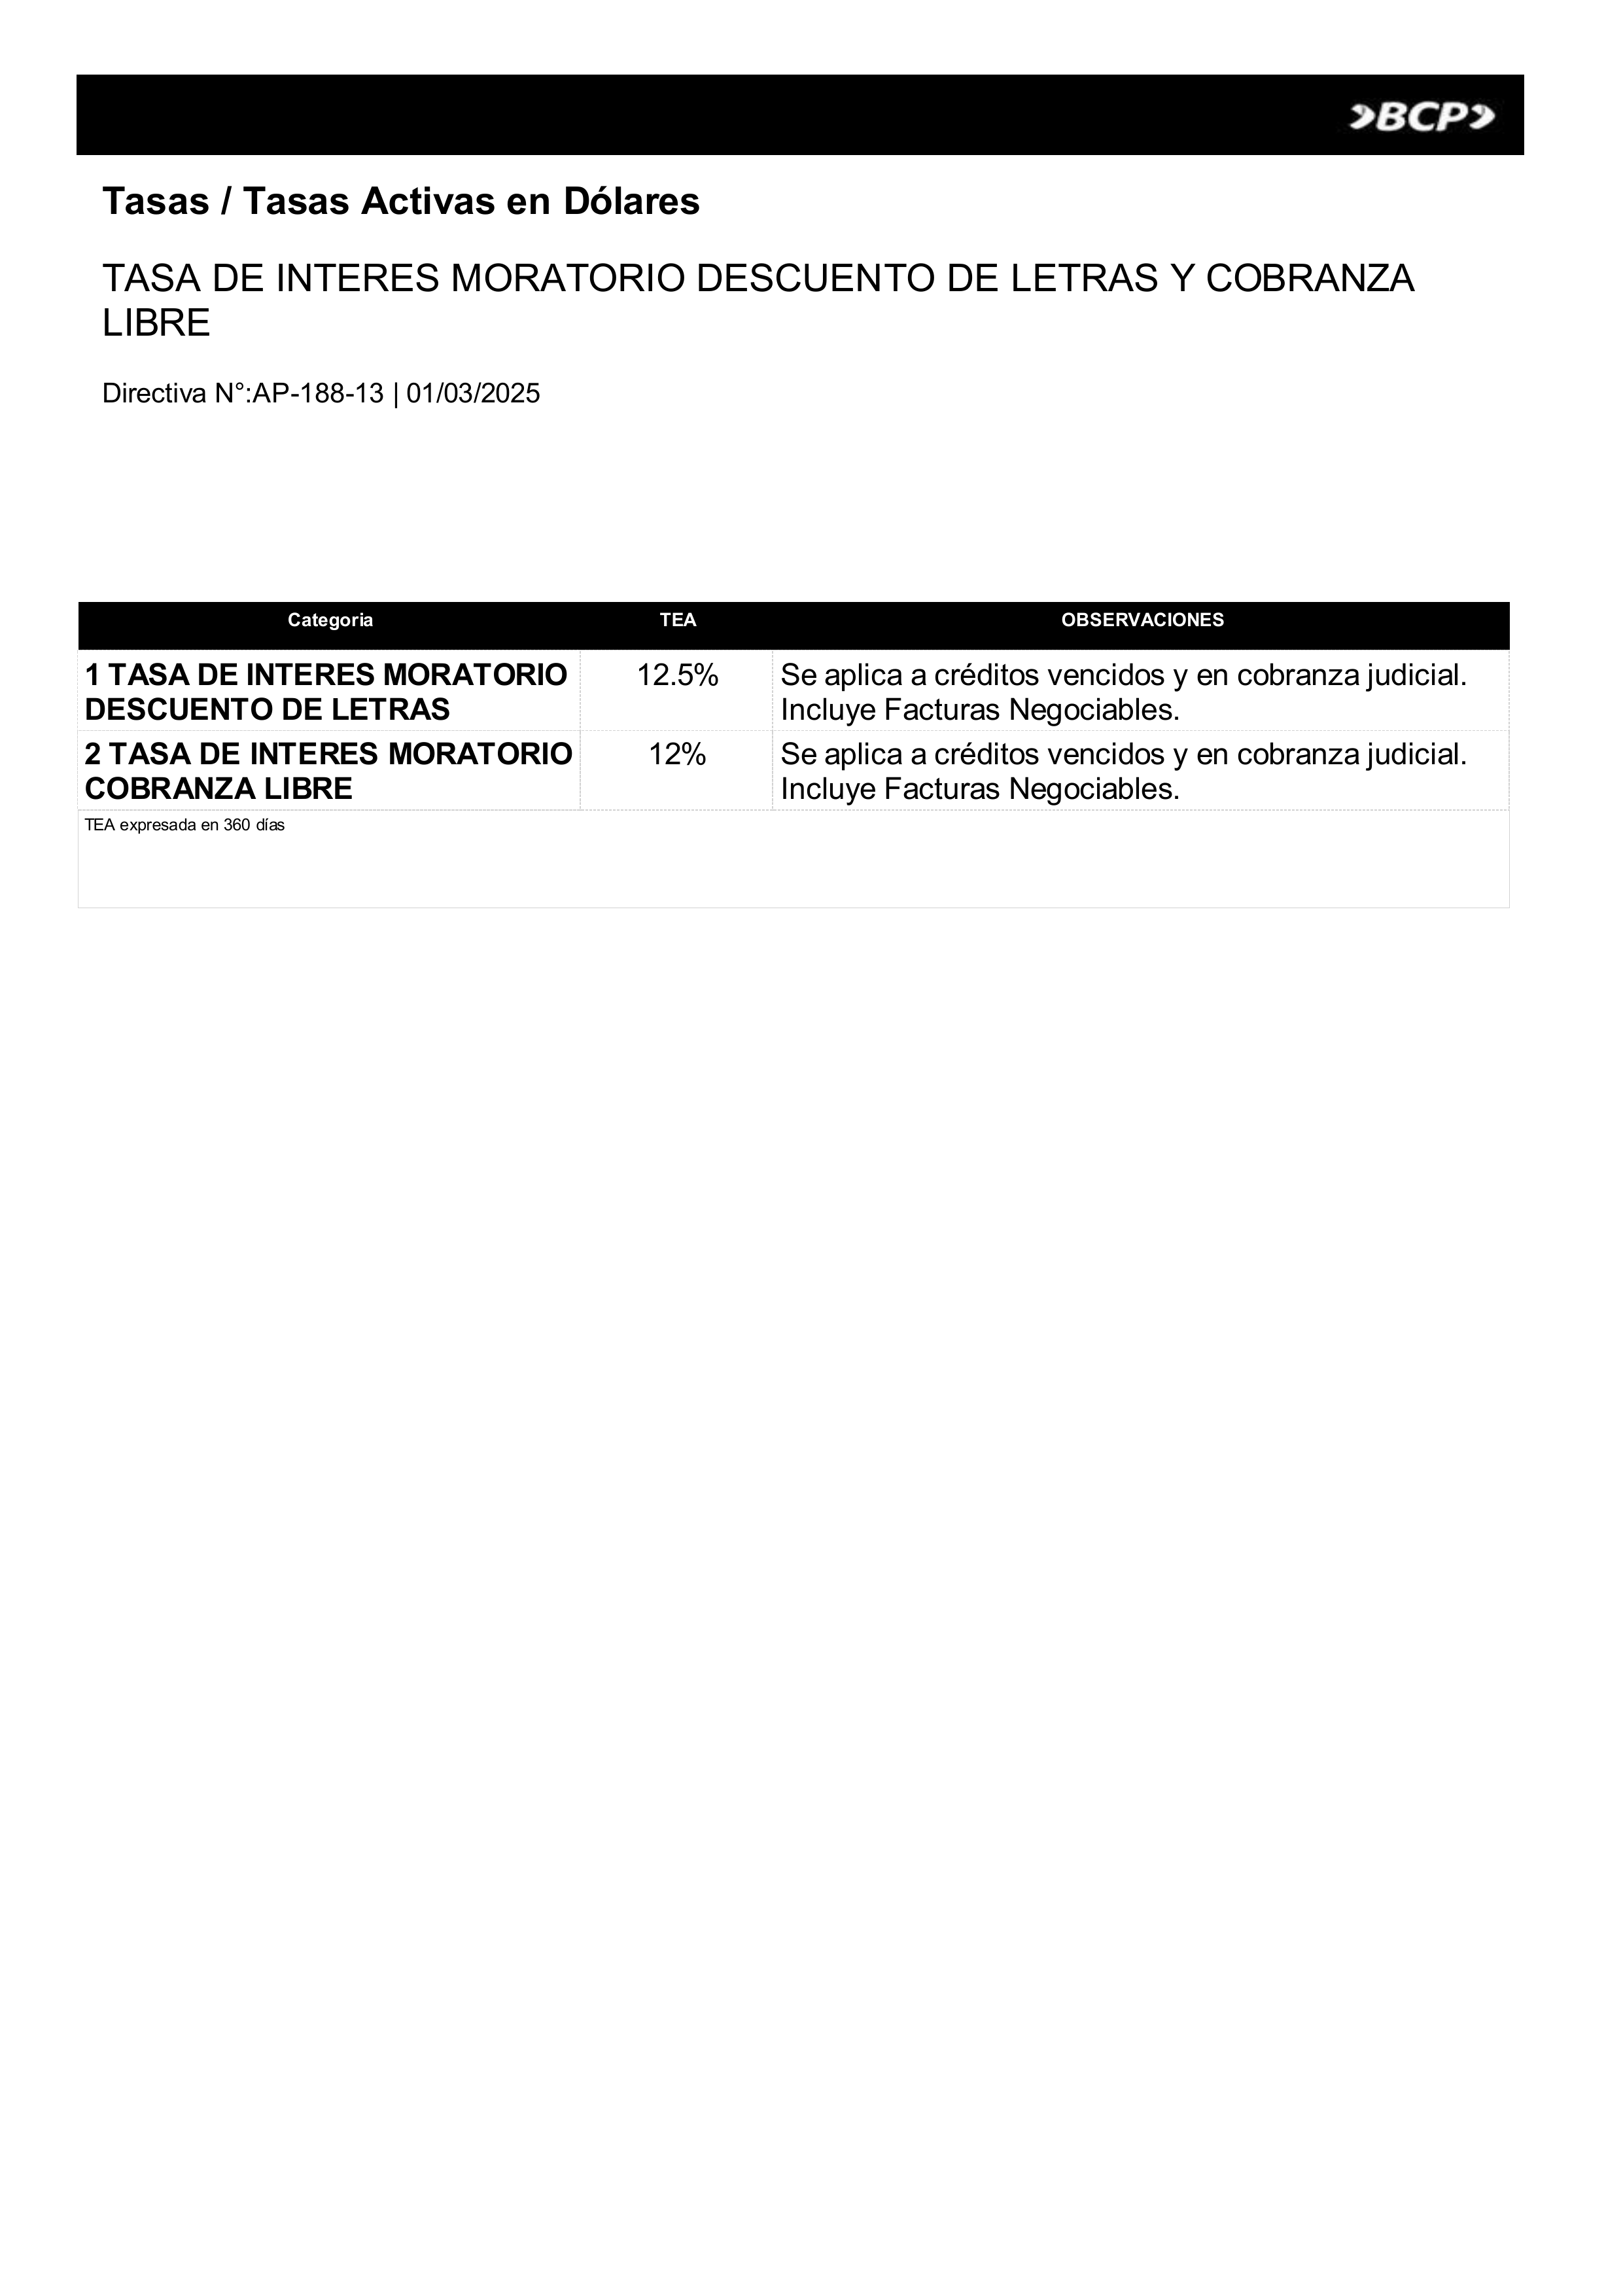 BCP
Tasas / Tasas Activas en Dólares
TASA DE INTERES MORATORIO DESCUENTO DE LETRAS Y COBRANZA
LIBRE
Directiva N°:AP-188-13 | 01/03/2025
Categoria TEA OBSERVACIONES
1 TASA DE INTERES MORATORIO 12.5% Se aplica a créditos vencidos y en cobranza judicial.
DESCUENTO DE LETRAS Incluye Facturas Negociables.
2 TASA DE INTERES MORATORIO 12% Se aplica a créditos vencidos y en cobranza judicial.
COBRANZA LIBRE Incluye Facturas Negociables.
TEA expresada en 360 días